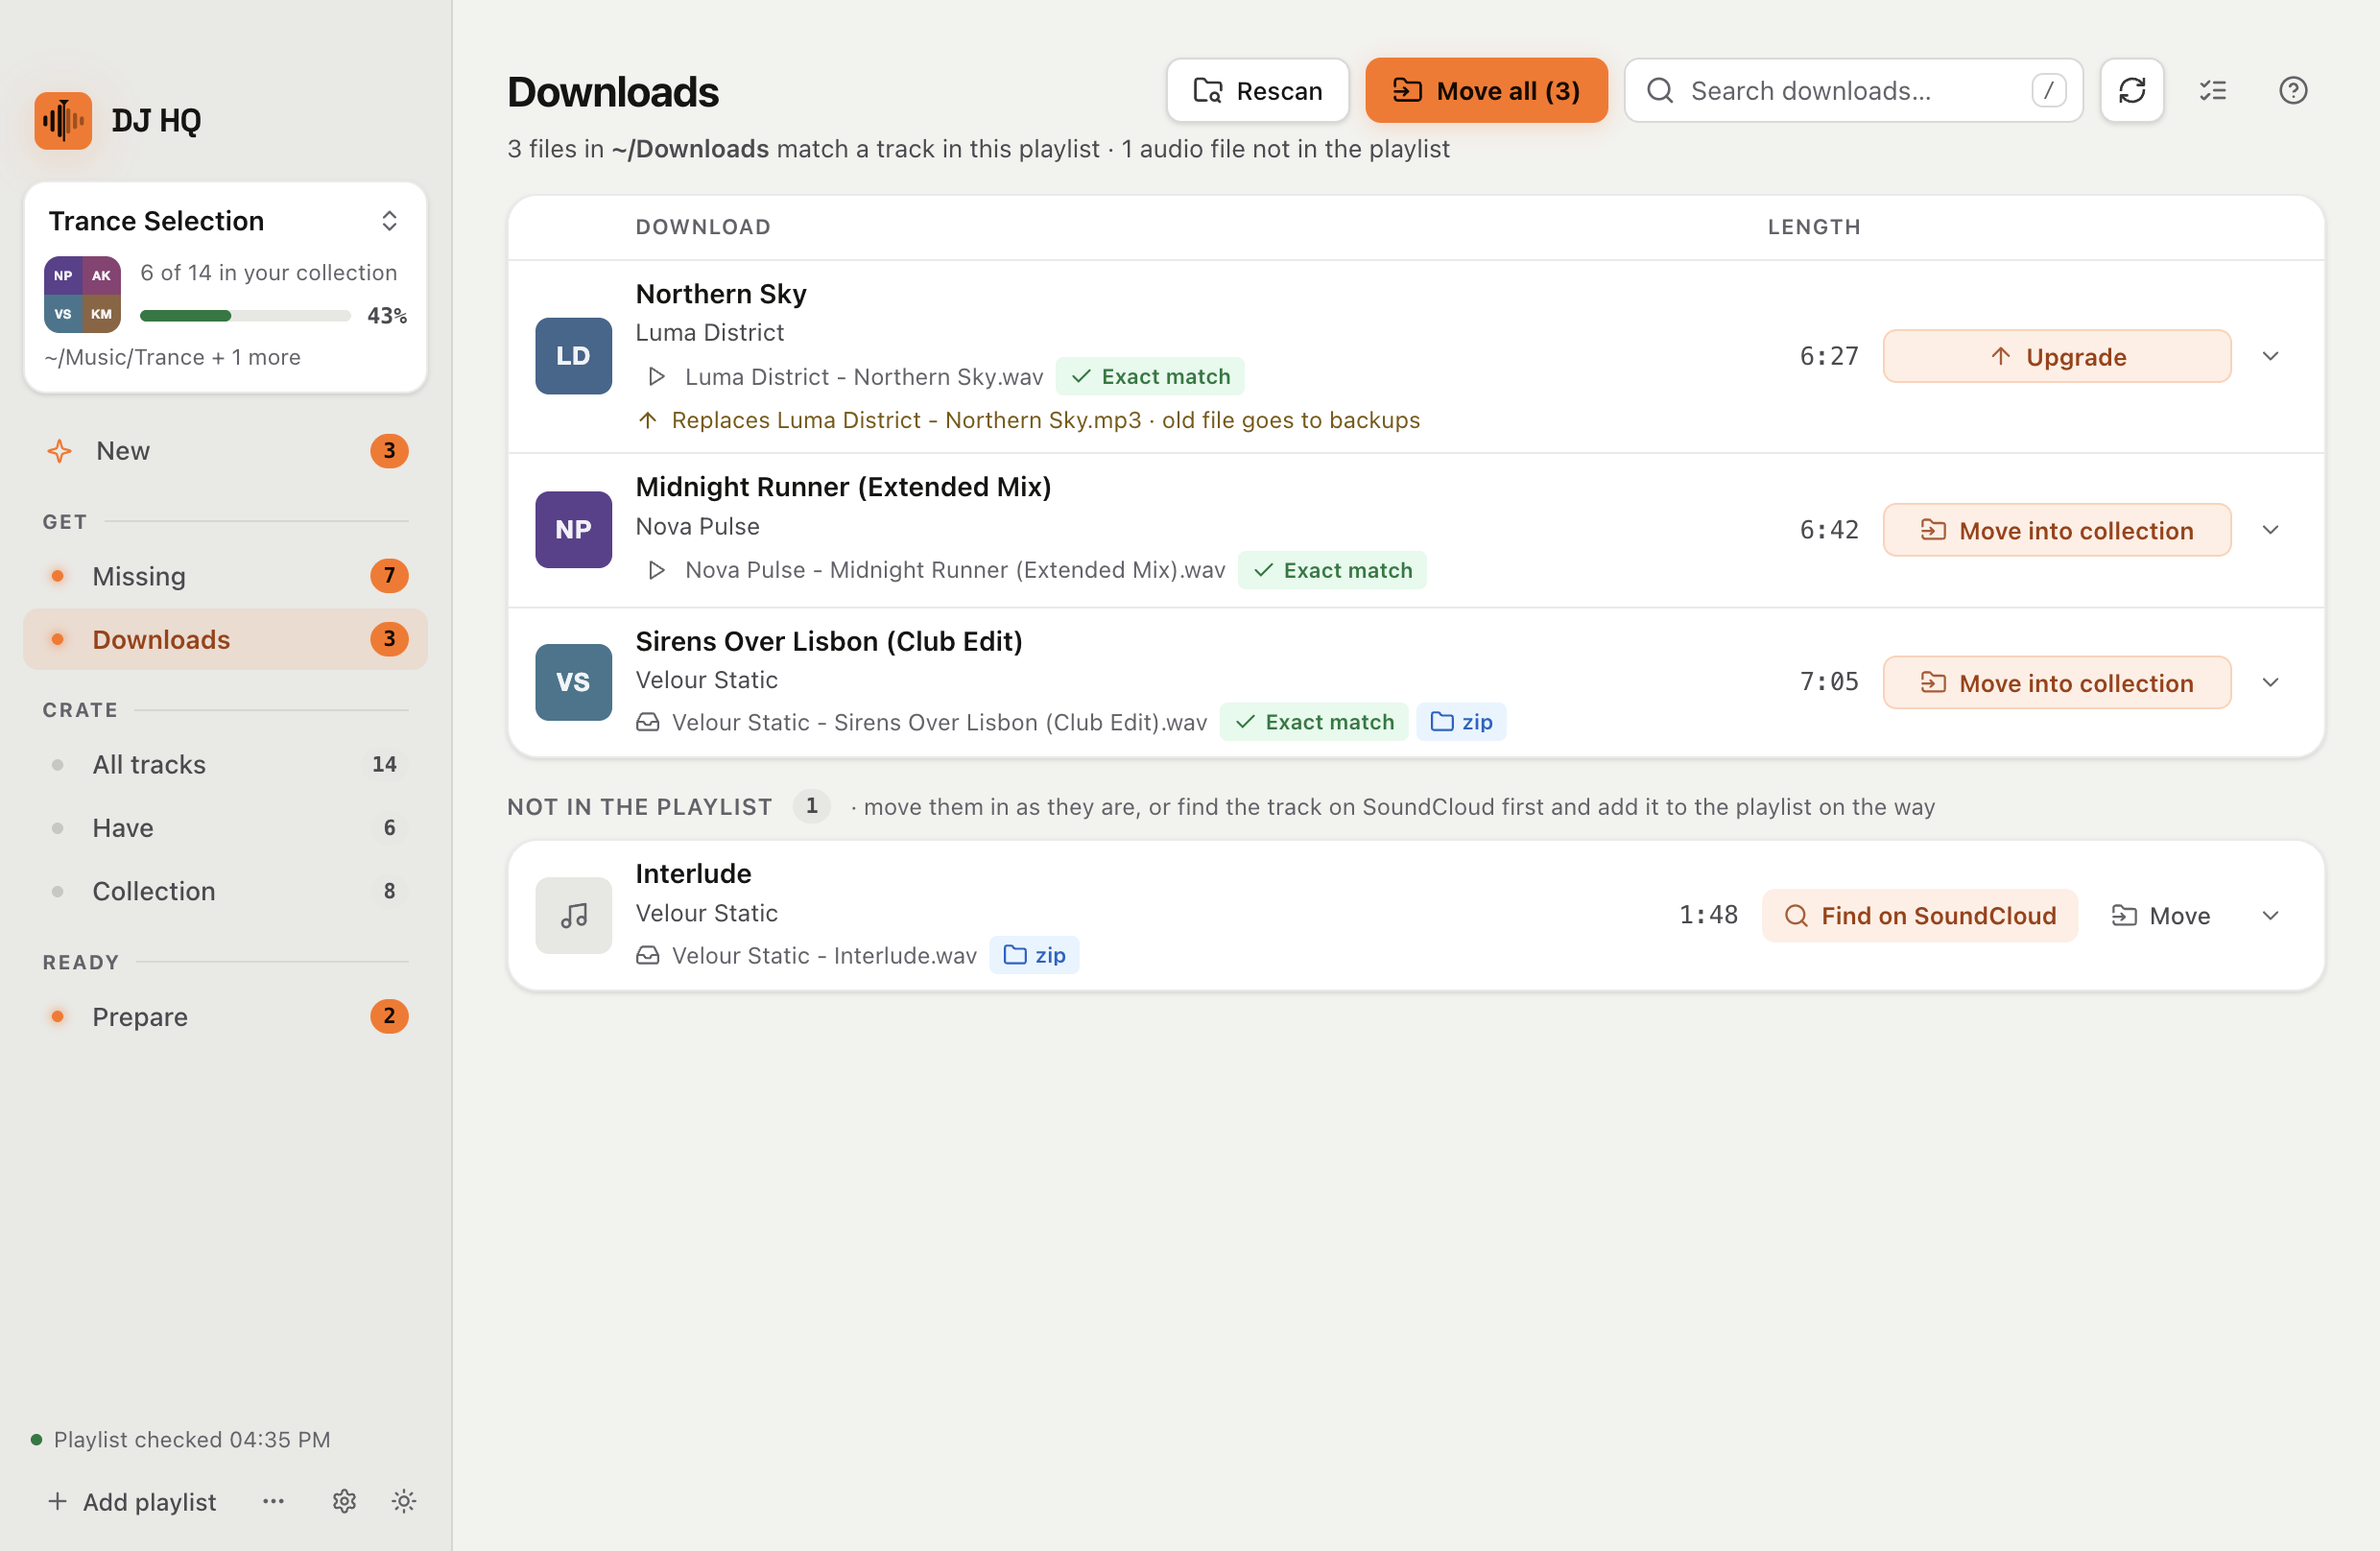 DJ HQ
Trance Selection
NP AK
VS KM
6 of 14 in your collection
43%
~/Music/Trance + 1 more
New 3
GET
Missing 7
Downloads 3
CRATE
All tracks 14
Have 6
Collection 8
READY
Prepare 2
Playlist checked 04:35 PM
Add playlist
Downloads
Rescan
Move all (3)
Search downloads... /
3 files in ~/Downloads match a track in this playlist · 1 audio file not in the playlist
DOWNLOAD LENGTH
LD
Northern Sky
Luma District
Luma District - Northern Sky.wav Exact match
Replaces Luma District - Northern Sky.mp3 · old file goes to backups
6:27 Upgrade
NP
Midnight Runner (Extended Mix)
Nova Pulse
Nova Pulse - Midnight Runner (Extended Mix).wav Exact match
6:42 Move into collection
VS
Sirens Over Lisbon (Club Edit)
Velour Static
Velour Static - Sirens Over Lisbon (Club Edit).wav Exact match zip
7:05 Move into collection
NOT IN THE PLAYLIST 1 · move them in as they are, or find the track on SoundCloud first and add it to the playlist on the way
Interlude
Velour Static
Velour Static - Interlude.wav zip
1:48 Find on SoundCloud Move